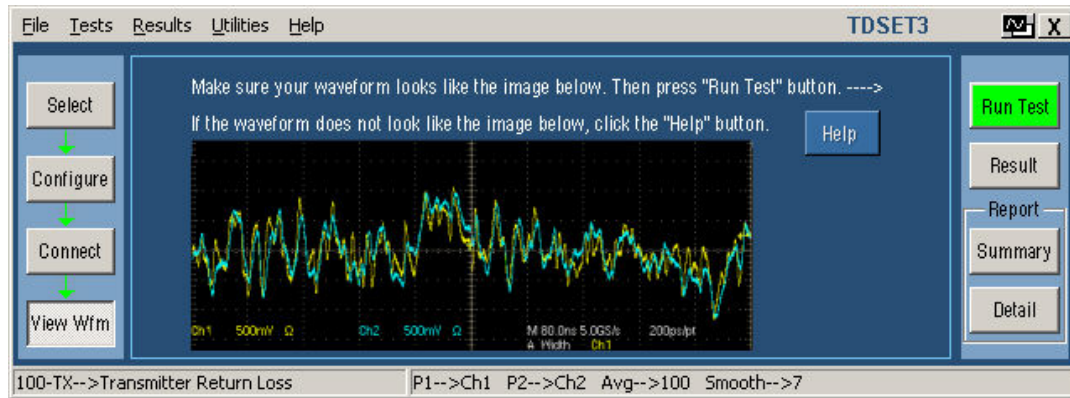 File Tests Results Utilities Help TDSET3 X
Make sure your waveform looks like the image below. Then press "Run Test" button. ---->
If the waveform does not look like the image below, click the "Help" button.
Help
Select
Configure
Connect
View Wfm
Ch1 500mV Ω Ch2 500mV Ω M 80.0ns 5.0GS/s 200ps/pt
A Width Ch1
Run Test
Result
Report
Summary
Detail
100-TX-->Transmitter Return Loss P1-->Ch1 P2-->Ch2 Avg-->100 Smooth-->7